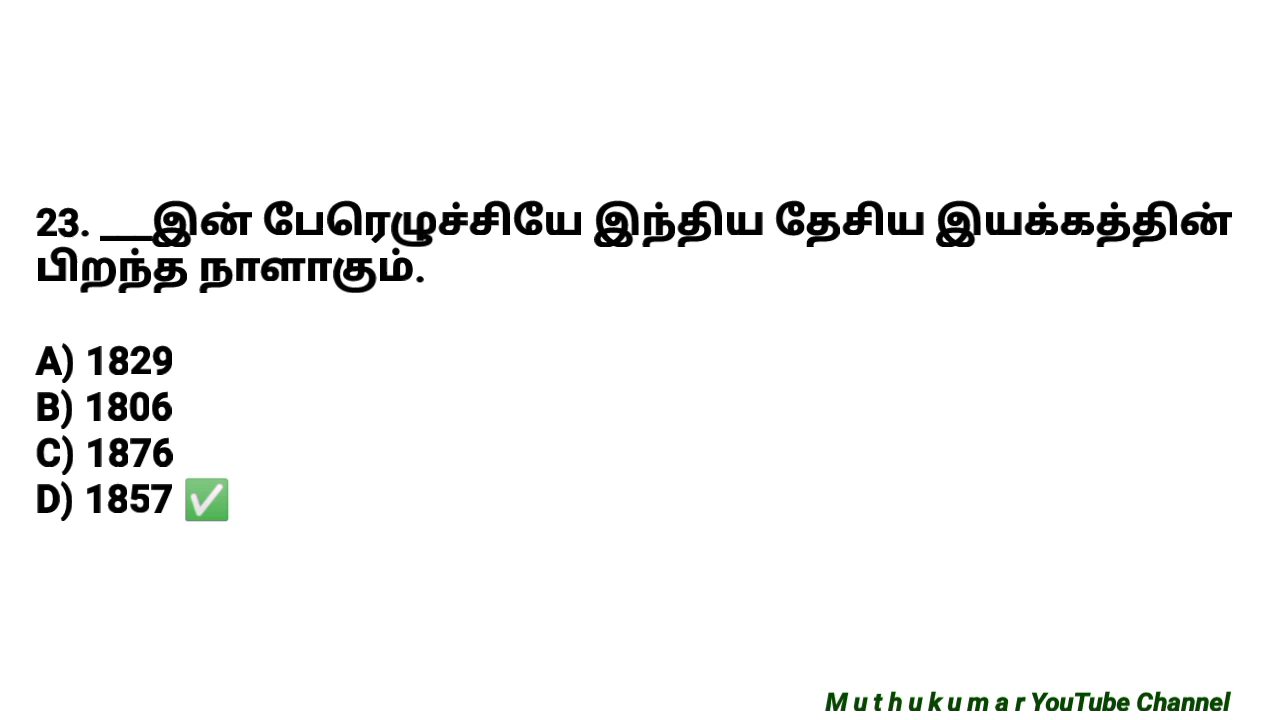 23. ___இன் பேரெழுச்சியே இந்திய தேசிய இயக்கத்தின்
பிறந்த நாளாகும்.
A) 1829
B) 1806
C) 1876
D) 1857 ✅
M u t h u k u m a r YouTube Channel